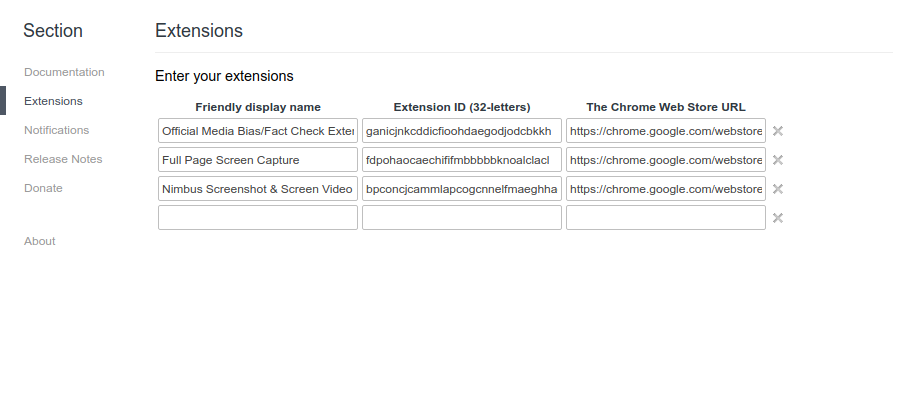 Section
Documentation
Extensions
Notifications
Release Notes
Donate
About
Extensions
Enter your extensions
Friendly display name Extension ID (32-letters) The Chrome Web Store URL
Official Media Bias/Fact Check Exter ganicjnkcddicfioohdaegodjodcbkkh https://chrome.google.com/webstore
Full Page Screen Capture fdpohaocaechififmbbbbbknoalclacl https://chrome.google.com/webstore
Nimbus Screenshot & Screen Video bpconcjcammlapcogcnnelfmaeghha https://chrome.google.com/webstore